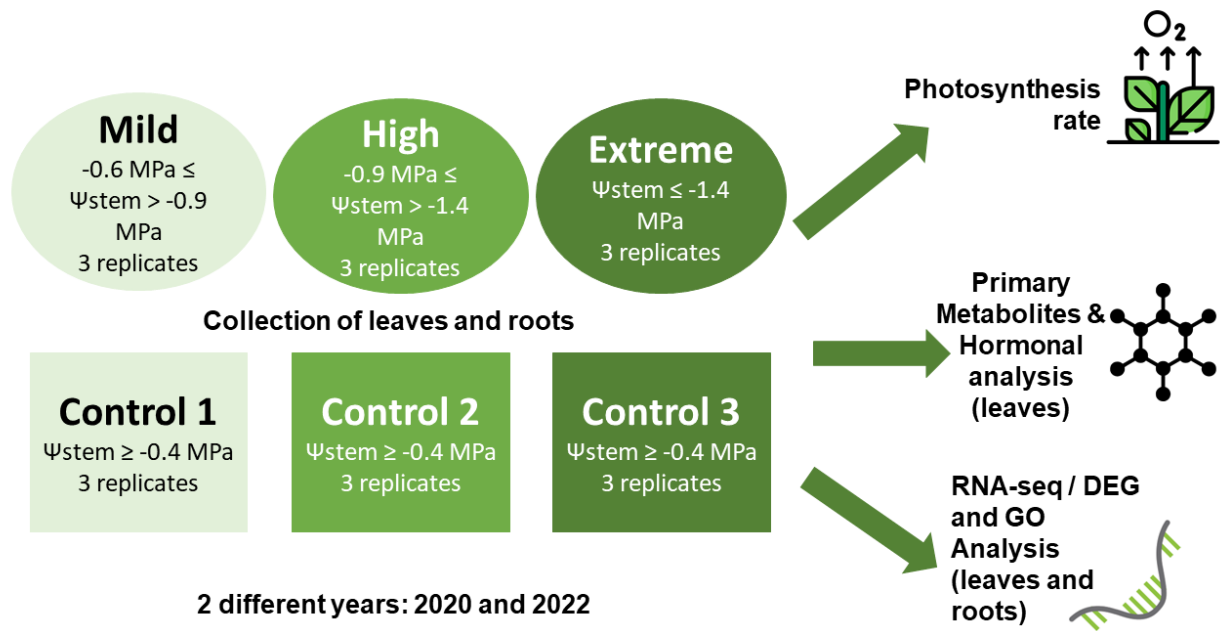 Mild
-0.6 MPa ≤
Ψstem > -0.9
MPa
3 replicates
High
-0.9 MPa ≤
Ψstem > -1.4
MPa
3 replicates
Extreme
Ψstem ≤ -1.4
MPa
3 replicates
Collection of leaves and roots
Control 1
Ψstem ≥ -0.4 MPa
3 replicates
Control 2
Ψstem ≥ -0.4 MPa
3 replicates
Control 3
Ψstem ≥ -0.4 MPa
3 replicates
2 different years: 2020 and 2022
O₂
Photosynthesis
rate
Primary
Metabolites &
Hormonal
analysis
(leaves)
RNA-seq / DEG
and GO
Analysis
(leaves and
roots)